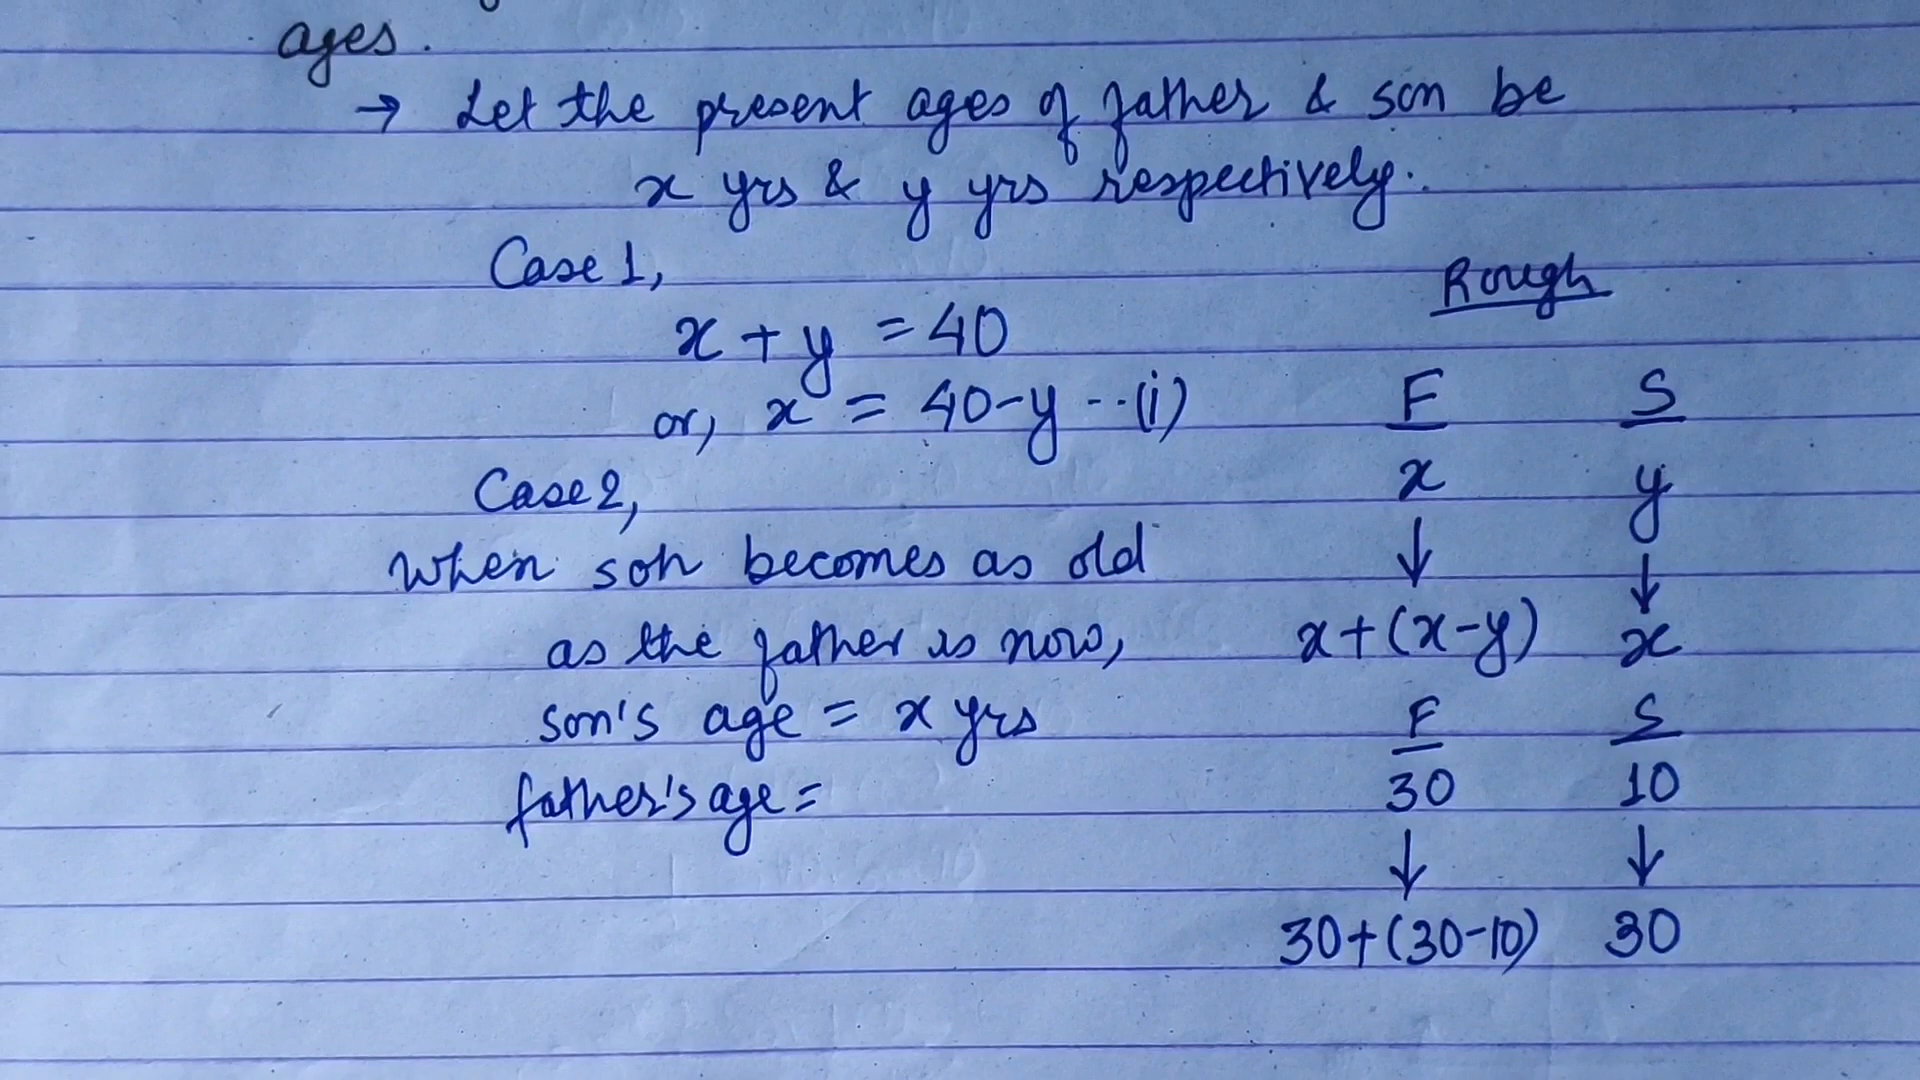 ages.
→ Let the present ages of father & son be
x yrs & y yrs respectively.
Case 1,
x + y = 40
or, x = 40-y --(i)
Case 2,
When son becomes as old
as the father is now,
son's age = x yrs
father's age =
Rough
F S
x y
↓ ↓
x+(x-y) x
F S
30 10
↓ ↓
30+(30-10) 30